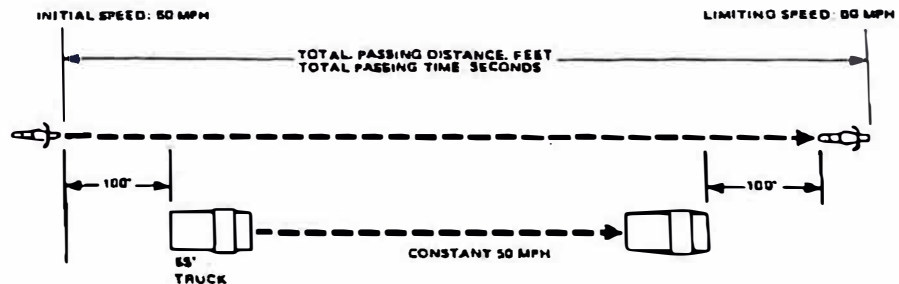 INITIAL SPEED: 50 MPH
LIMITING SPEED: 80 MPH
TOTAL PASSING DISTANCE, FEET
TOTAL PASSING TIME SECONDS
100'
100'
CONSTANT 50 MPH
55'
TRUCK